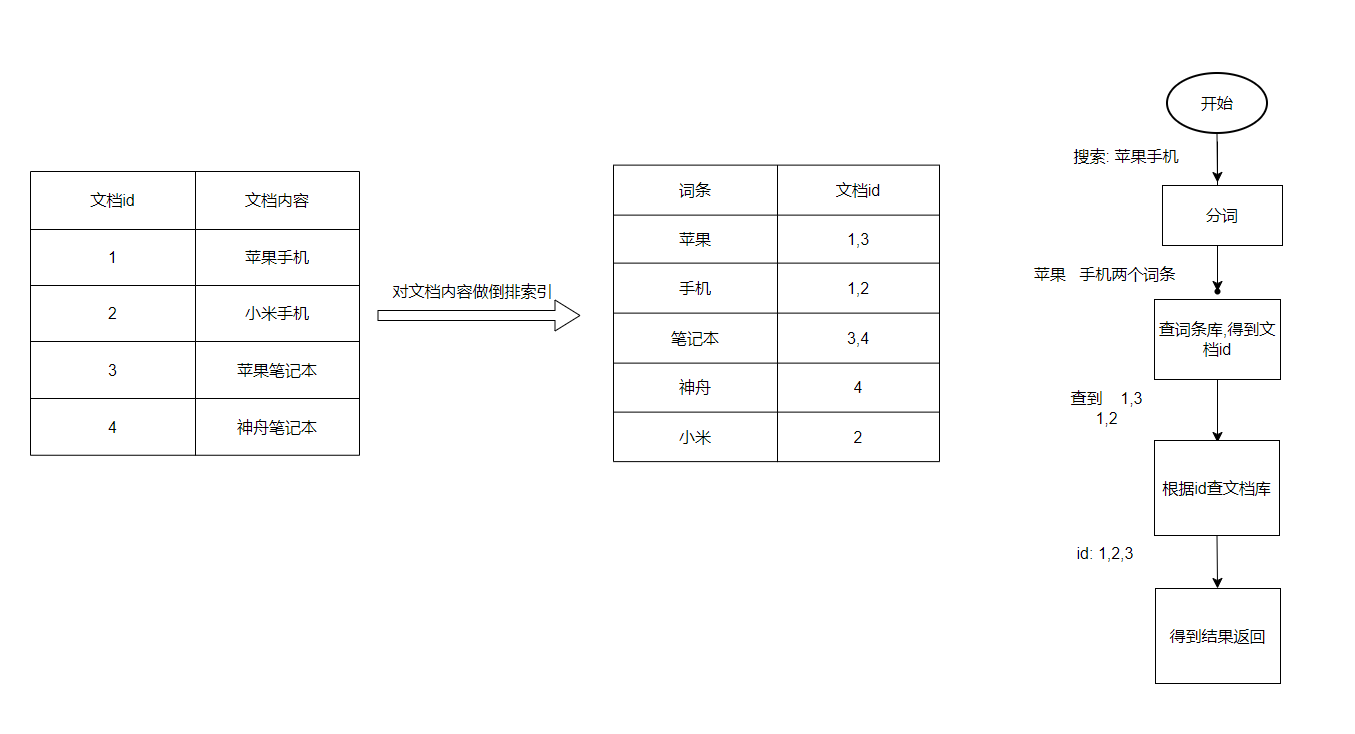 文档id 文档内容
1 苹果手机
2 小米手机
3 苹果笔记本
4 神舟笔记本
对文档内容做倒排索引
词条 文档id
苹果 1,3
手机 1,2
笔记本 3,4
神舟 4
小米 2
开始
搜索: 苹果手机
分词
苹果 手机两个词条
查词条库,得到文
档id
查到 1,3
1,2
根据id查文档库
id: 1,2,3
得到结果返回